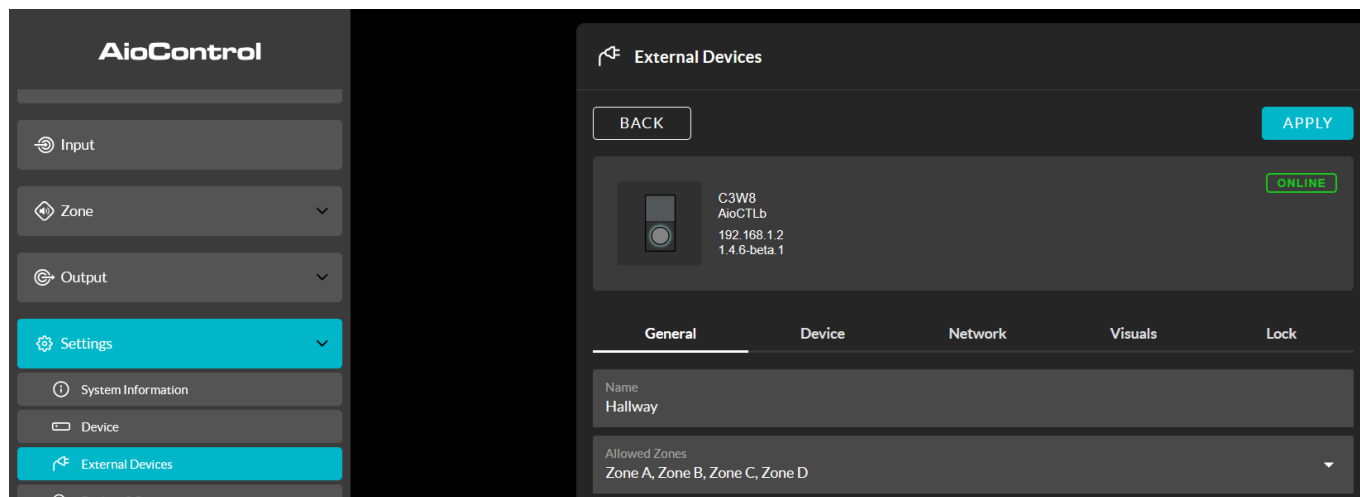 AioControl
Input
Zone
Output
Settings
System Information
Device
External Devices
External Devices
BACK
APPLY
C3W8
AioCTLb
192.168.1.2
1.4.6-beta.1
ONLINE
General Device Network Visuals Lock
Name
Hallway
Allowed Zones
Zone A, Zone B, Zone C, Zone D